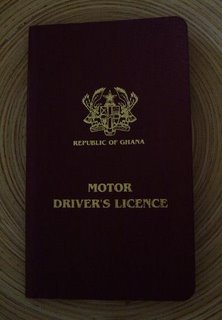 REPUBLIC OF GHANA
MOTOR
DRIVER'S LICENCE